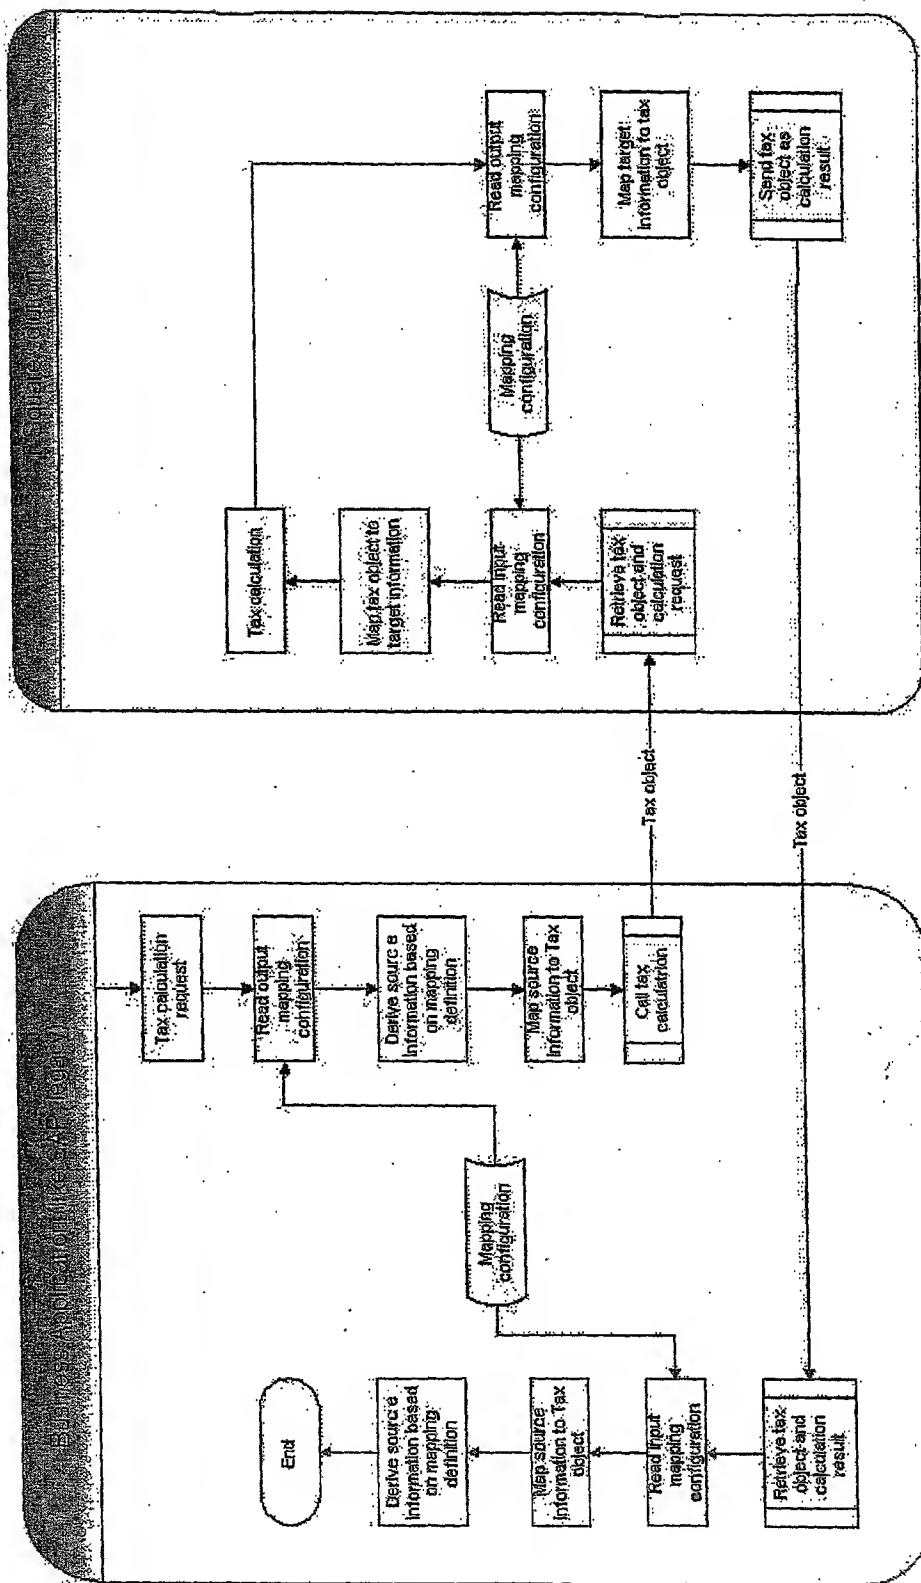 Business Application (like SAP, legacy)
Tax calculation
request
Read output
mapping
configuration
Derive source
Information based
on mapping
definition
Map source
Information to Tax
object
Call tax
calculation
Mapping
configuration
End
Derive source
Information based
on mapping
definition
Map source
Information to Tax
object
Read Input
mapping
configuration
Retrieve tax
object and
calculation
result
Tax object
Tax object
Square solution
Tax calculation
Map tax object to
target information
Read input
mapping
configuration
Retrieve tax
object and
calculation
request
Mapping
configuration
Read output
mapping
configuration
Map target
Information to tax
object
Send tax
object as
calculation
result